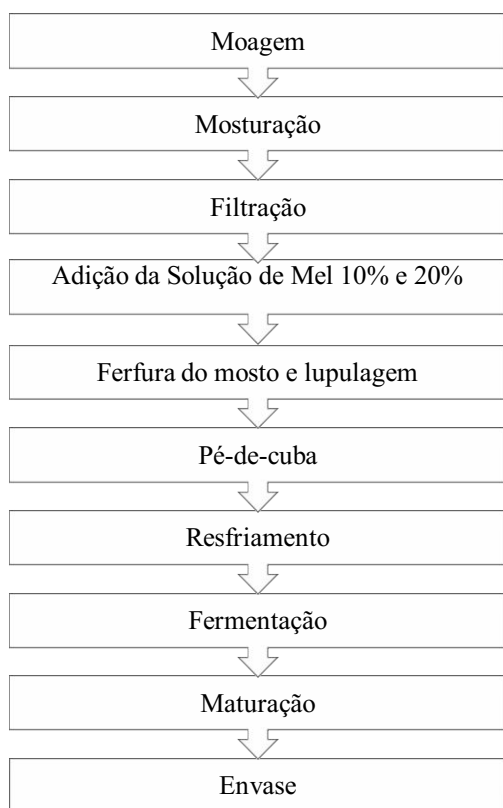 Moagem
Mosturação
Filtração
Adição da Solução de Mel 10% e 20%
Ferfura do mosto e lupulagem
Pé-de-cuba
Resfriamento
Fermentação
Maturação
Envase